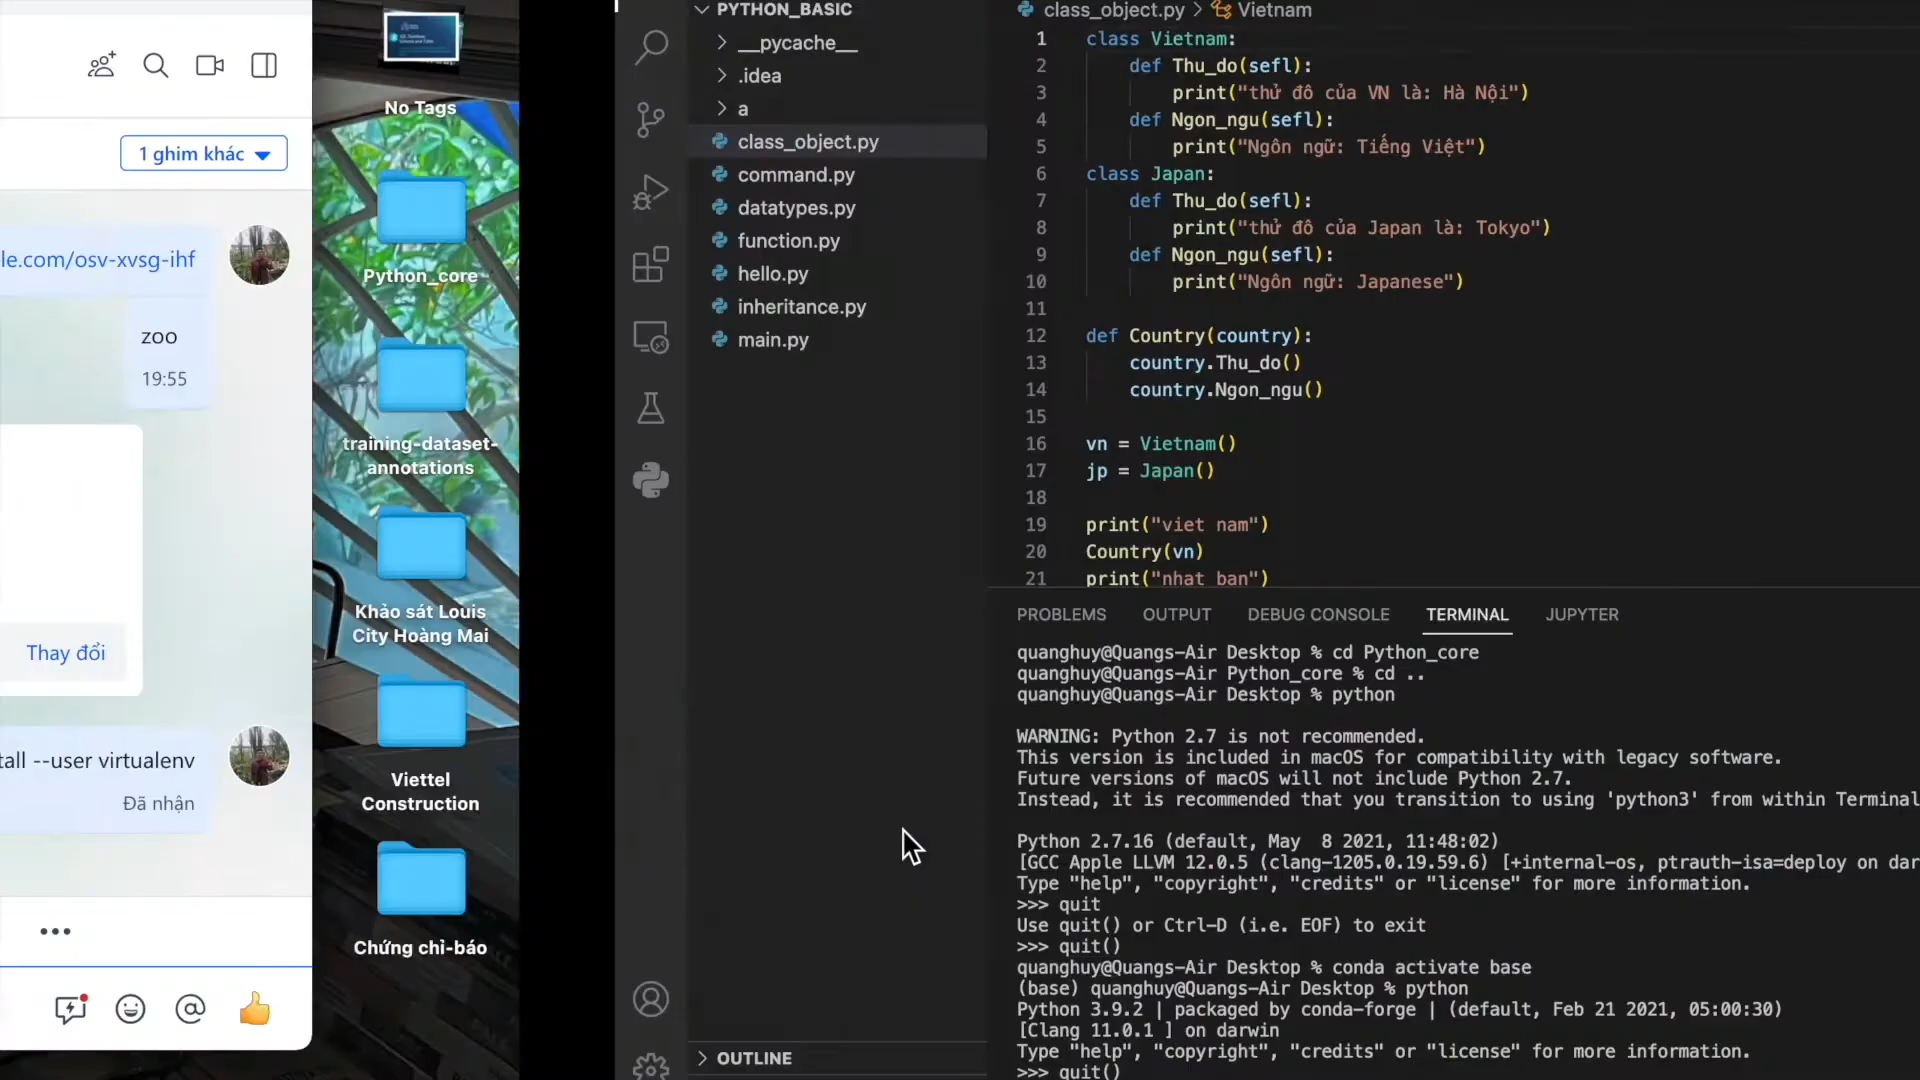 1 ghim khác
le.com/osv-xvsg-ihf
zoo
19:55
Thay đổi
tall --user virtualenv
Đã nhận
No Tags
Python_core
training-dataset-
annotations
Khảo sát Louis
City Hoàng Mai
Viettel
Construction
Chứng chỉ-báo
PYTHON_BASIC
__pycache__
.idea
a
class_object.py
command.py
datatypes.py
function.py
hello.py
inheritance.py
main.py
OUTLINE
class_object.py > Vietnam
1 class Vietnam:
2 def Thu_do(sefl):
3 print("thử đô của VN là: Hà Nội")
4 def Ngon_ngu(sefl):
5 print("Ngôn ngữ: Tiếng Việt")
6 class Japan:
7 def Thu_do(sefl):
8 print("thử đô của Japan là: Tokyo")
9 def Ngon_ngu(sefl):
10 print("Ngôn ngữ: Japanese")
11
12 def Country(country):
13 country.Thu_do()
14 country.Ngon_ngu()
15
16 vn = Vietnam()
17 jp = Japan()
18
19 print("viet nam")
20 Country(vn)
21 print("nhat ban")
PROBLEMS OUTPUT DEBUG CONSOLE TERMINAL JUPYTER
quanghuy@Quangs-Air Desktop % cd Python_core
quanghuy@Quangs-Air Python_core % cd ..
quanghuy@Quangs-Air Desktop % python
WARNING: Python 2.7 is not recommended.
This version is included in macOS for compatibility with legacy software.
Future versions of macOS will not include Python 2.7.
Instead, it is recommended that you transition to using 'python3' from within Terminal
Python 2.7.16 (default, May  8 2021, 11:48:02)
[GCC Apple LLVM 12.0.5 (clang-1205.0.19.59.6) [+internal-os, ptrauth-isa=deploy on dar
Type "help", "copyright", "credits" or "license" for more information.
>>> quit
Use quit() or Ctrl-D (i.e. EOF) to exit
>>> quit()
quanghuy@Quangs-Air Desktop % conda activate base
(base) quanghuy@Quangs-Air Desktop % python
Python 3.9.2 | packaged by conda-forge | (default, Feb 21 2021, 05:00:30)
[Clang 11.0.1 ] on darwin
Type "help", "copyright", "credits" or "license" for more information.
>>> quit()